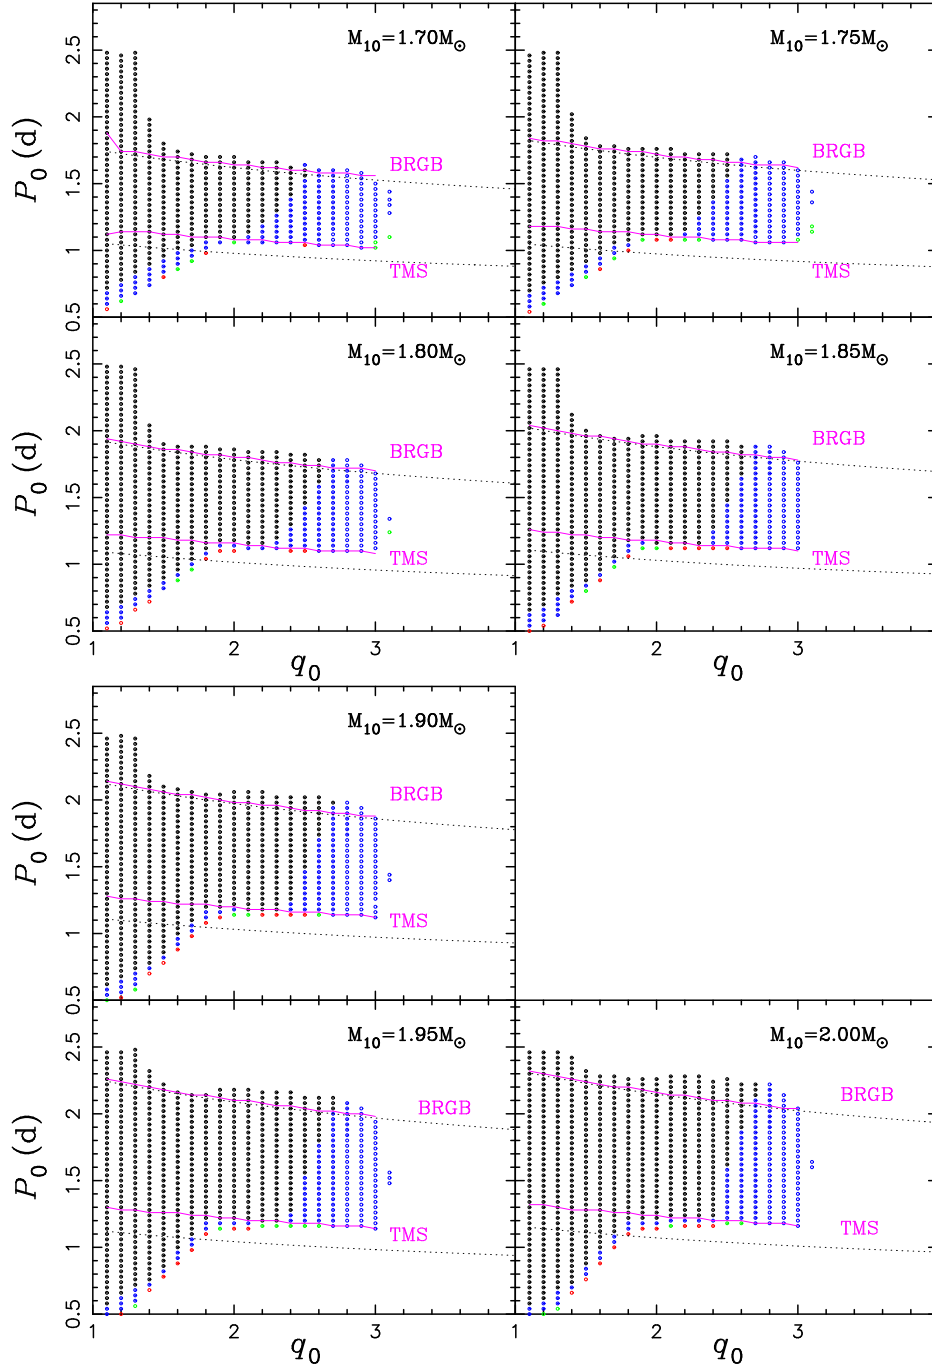 M₁₀=1.70M⊙
M₁₀=1.75M⊙
2.5
2
1.5
1
0.5
P₀ (d)
BRGB
TMS
BRGB
TMS
M₁₀=1.80M⊙
M₁₀=1.85M⊙
2.5
2
1.5
1
0.5
P₀ (d)
BRGB
TMS
BRGB
TMS
1 2 3
1 2 3
q₀
q₀
M₁₀=1.90M⊙
2.5
2
1.5
1
0.5
P₀ (d)
BRGB
TMS
M₁₀=1.95M⊙
M₁₀=2.00M⊙
2.5
2
1.5
1
0.5
P₀ (d)
BRGB
TMS
BRGB
TMS
1 2 3
1 2 3
q₀
q₀